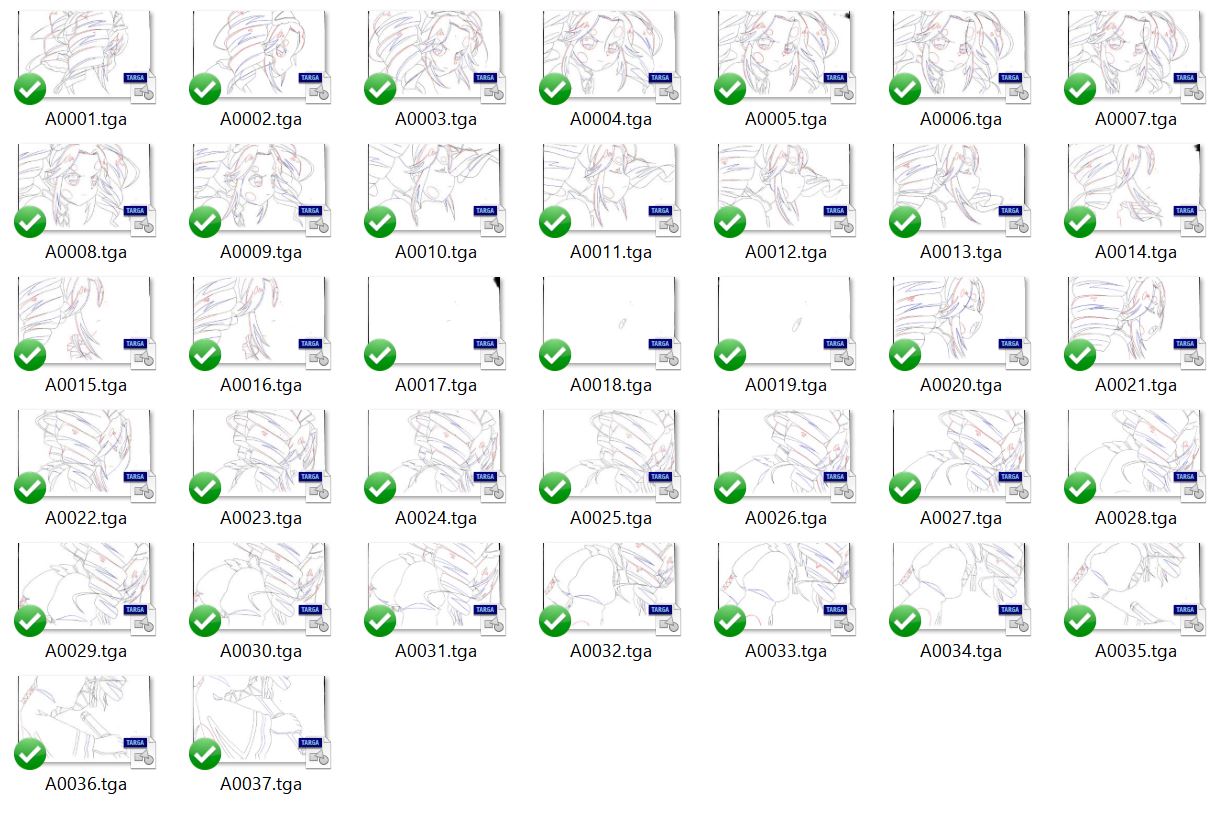 TARGA TARGA TARGA TARGA TARGA TARGA TARGA
A0001.tga A0002.tga A0003.tga A0004.tga A0005.tga A0006.tga A0007.tga
TARGA TARGA TARGA TARGA TARGA TARGA TARGA
A0008.tga A0009.tga A0010.tga A0011.tga A0012.tga A0013.tga A0014.tga
TARGA TARGA TARGA TARGA TARGA TARGA TARGA
A0015.tga A0016.tga A0017.tga A0018.tga A0019.tga A0020.tga A0021.tga
TARGA TARGA TARGA TARGA TARGA TARGA TARGA
A0022.tga A0023.tga A0024.tga A0025.tga A0026.tga A0027.tga A0028.tga
TARGA TARGA TARGA TARGA TARGA TARGA TARGA
A0029.tga A0030.tga A0031.tga A0032.tga A0033.tga A0034.tga A0035.tga
TARGA TARGA
A0036.tga A0037.tga